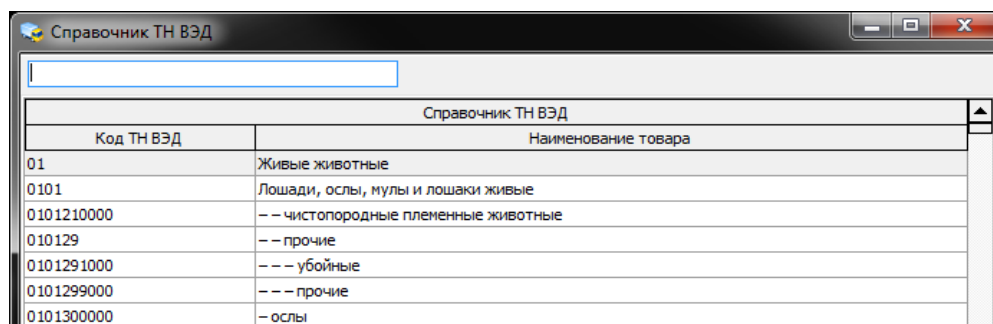 Справочник ТН ВЭД
Справочник ТН ВЭД
Код ТН ВЭД Наименование товара
01 Живые животные
0101 Лошади, ослы, мулы и лошаки живые
0101210000 – – чистопородные племенные животные
010129 – – прочие
0101291000 – – – убойные
0101299000 – – – прочие
0101300000 – ослы